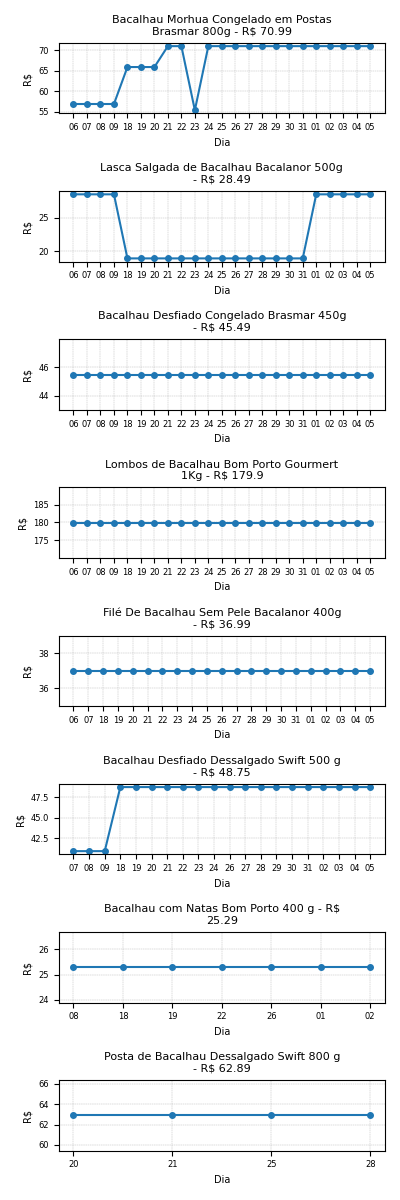 Bacalhau Morhua Congelado em Postas
Brasmar 800g - R$ 70.99
70
65
60
55
R$
06 07 08 09 18 19 20 21 22 23 24 25 26 27 28 29 30 31 01 02 03 04 05
Dia
Lasca Salgada de Bacalhau Bacalanor 500g
- R$ 28.49
25
20
R$
06 07 08 09 18 19 20 21 22 23 24 25 26 27 28 29 30 31 01 02 03 04 05
Dia
Bacalhau Desfiado Congelado Brasmar 450g
- R$ 45.49
46
44
R$
06 07 08 09 18 19 20 21 22 23 24 25 26 27 28 29 30 31 01 02 03 04 05
Dia
Lombos de Bacalhau Bom Porto Gourmert
1Kg - R$ 179.9
185
180
175
R$
06 07 08 09 18 19 20 21 22 23 24 25 26 27 28 29 30 31 01 02 03 04 05
Dia
Filé De Bacalhau Sem Pele Bacalanor 400g
- R$ 36.99
38
36
R$
06 07 18 19 20 21 22 23 24 25 26 27 28 29 30 31 01 02 03 04 05
Dia
Bacalhau Desfiado Dessalgado Swift 500 g
- R$ 48.75
47.5
45.0
42.5
R$
07 08 09 18 19 20 21 22 23 24 25 26 27 28 29 30 31 02 03 04 05
Dia
Bacalhau com Natas Bom Porto 400 g - R$
25.29
26
25
24
R$
08 18 19 22 26 01 02
Dia
Posta de Bacalhau Dessalgado Swift 800 g
- R$ 62.89
66
64
62
60
R$
20 21 25 28
Dia